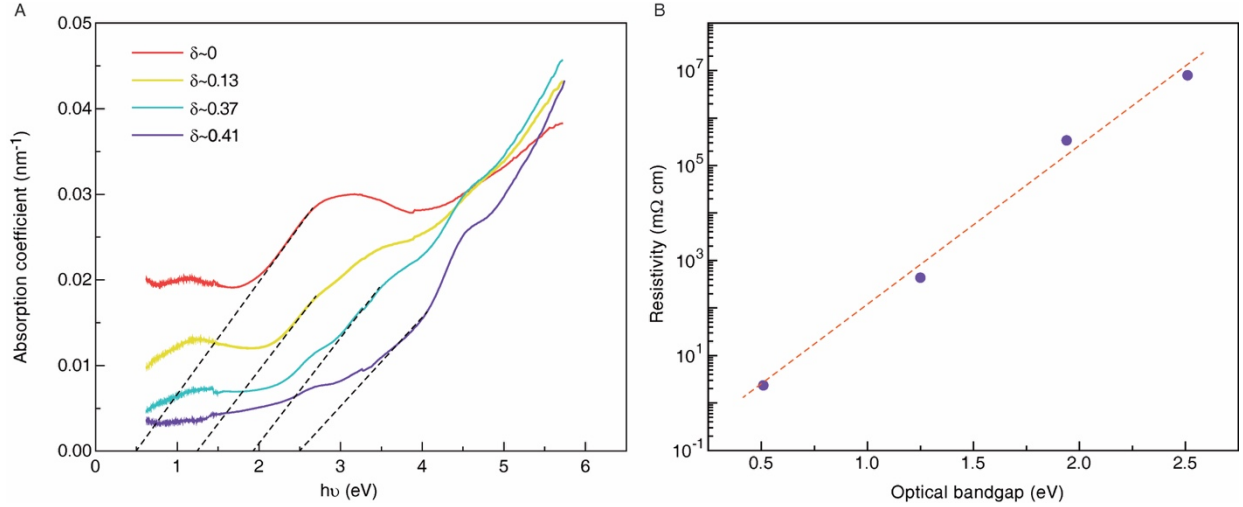 A
0.05
0.04
0.03
0.02
0.01
0.00
Absorption coefficient (nm⁻¹)
δ~0
δ~0.13
δ~0.37
δ~0.41
0 1 2 3 4 5 6
hυ (eV)
B
10⁷
10⁵
10³
10¹
10⁻¹
Resistivity (mΩ cm)
0.5 1.0 1.5 2.0 2.5
Optical bandgap (eV)